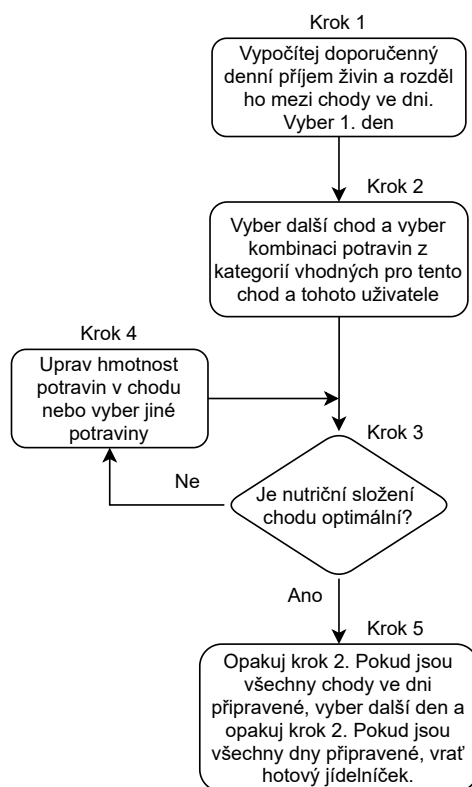 Krok 1
Vypočítej doporučenný
denní příjem živin a rozděl
ho mezi chody ve dni.
Vyber 1. den
Krok 2
Vyber další chod a vyber
kombinaci potravin z
kategorií vhodných pro tento
chod a tohoto uživatele
Krok 4
Uprav hmotnost
potravin v chodu
nebo vyber jiné
potraviny
Krok 3
Ne
Je nutriční složení
chodu optimální?
Ano
Krok 5
Opakuj krok 2. Pokud jsou
všechny chody ve dni
připravené, vyber další den a
opakuj krok 2. Pokud jsou
všechny dny připravené, vrať
hotový jídelníček.